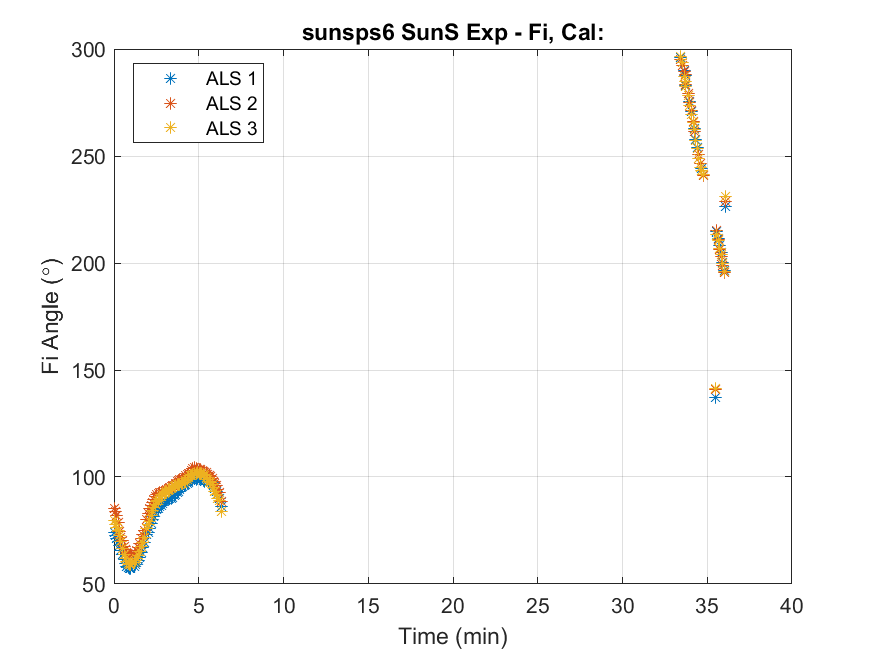 sunsps6 SunS Exp - Fi, Cal:
ALS 1
ALS 2
ALS 3
Fi Angle (°)
300
250
200
150
100
50
0 5 10 15 20 25 30 35 40
Time (min)